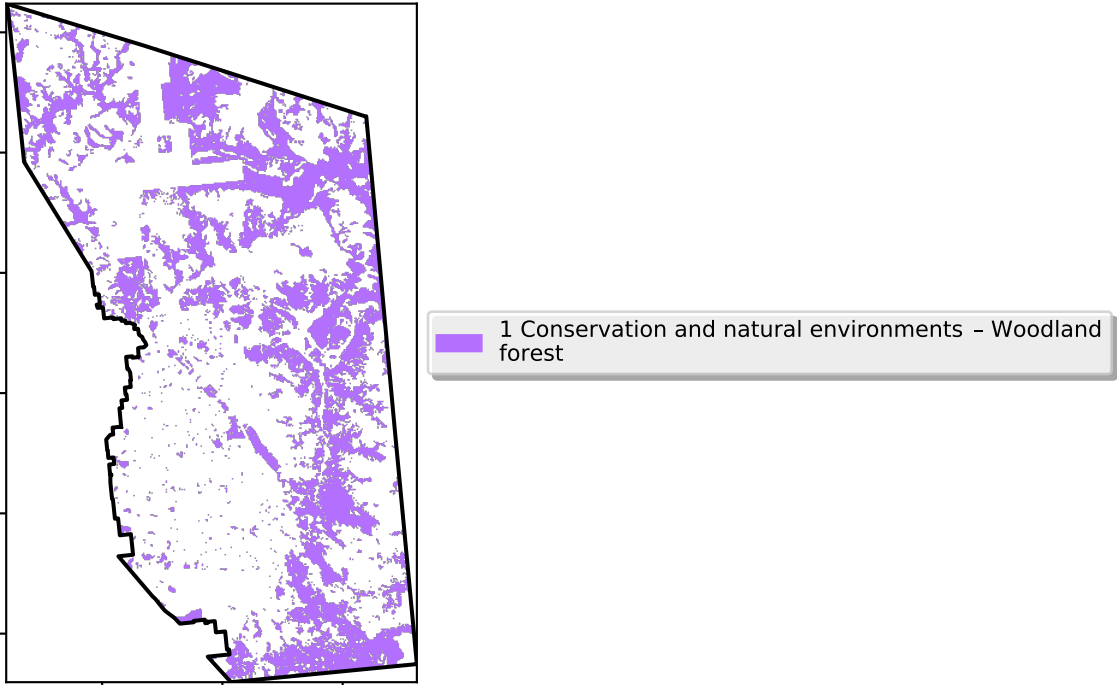 1 Conservation and natural environments – Woodland
forest